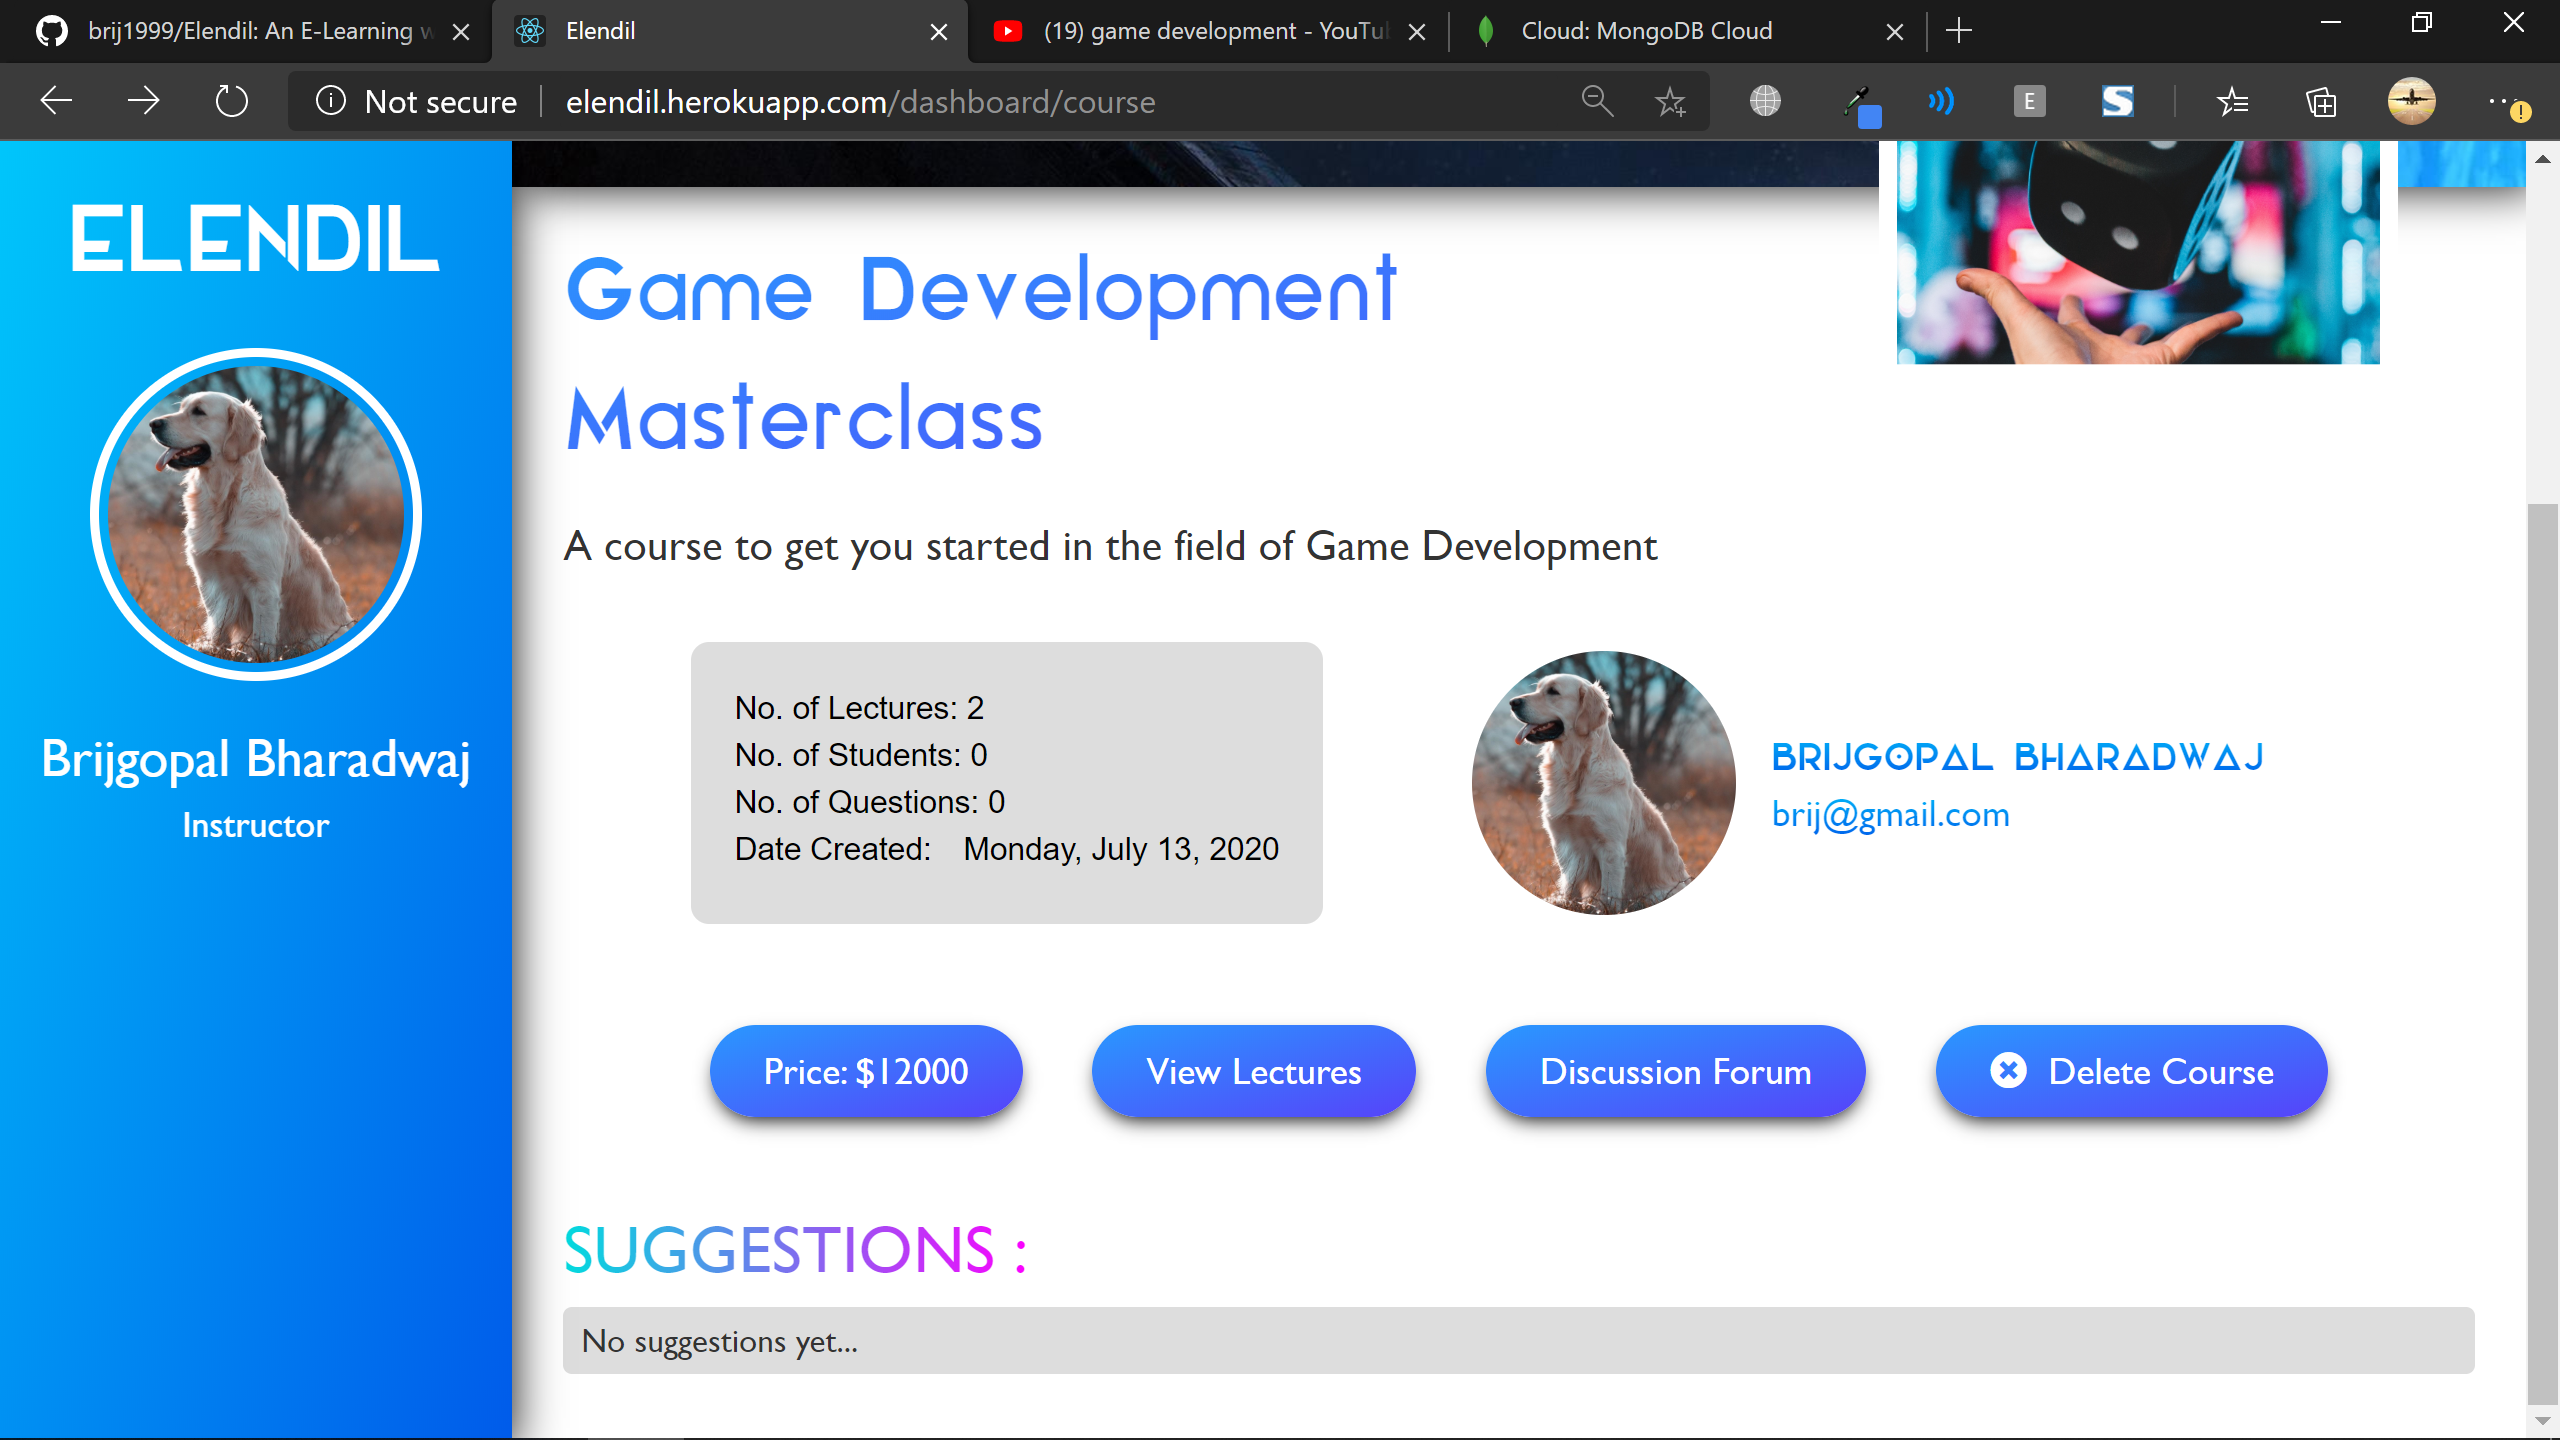 brij1999/Elendil: An E-Learning w
Elendil
(19) game development - YouTu
Cloud: MongoDB Cloud
Not secure
elendil.herokuapp.com/dashboard/course
E
S
ELENDIL
Brijgopal Bharadwaj
Instructor
Game Development
Masterclass
A course to get you started in the field of Game Development
No. of Lectures: 2
No. of Students: 0
No. of Questions: 0
Date Created: Monday, July 13, 2020
BRIJGOPAL BHARADWAJ
brij@gmail.com
Price: $12000
View Lectures
Discussion Forum
Delete Course
SUGGESTIONS :
No suggestions yet...